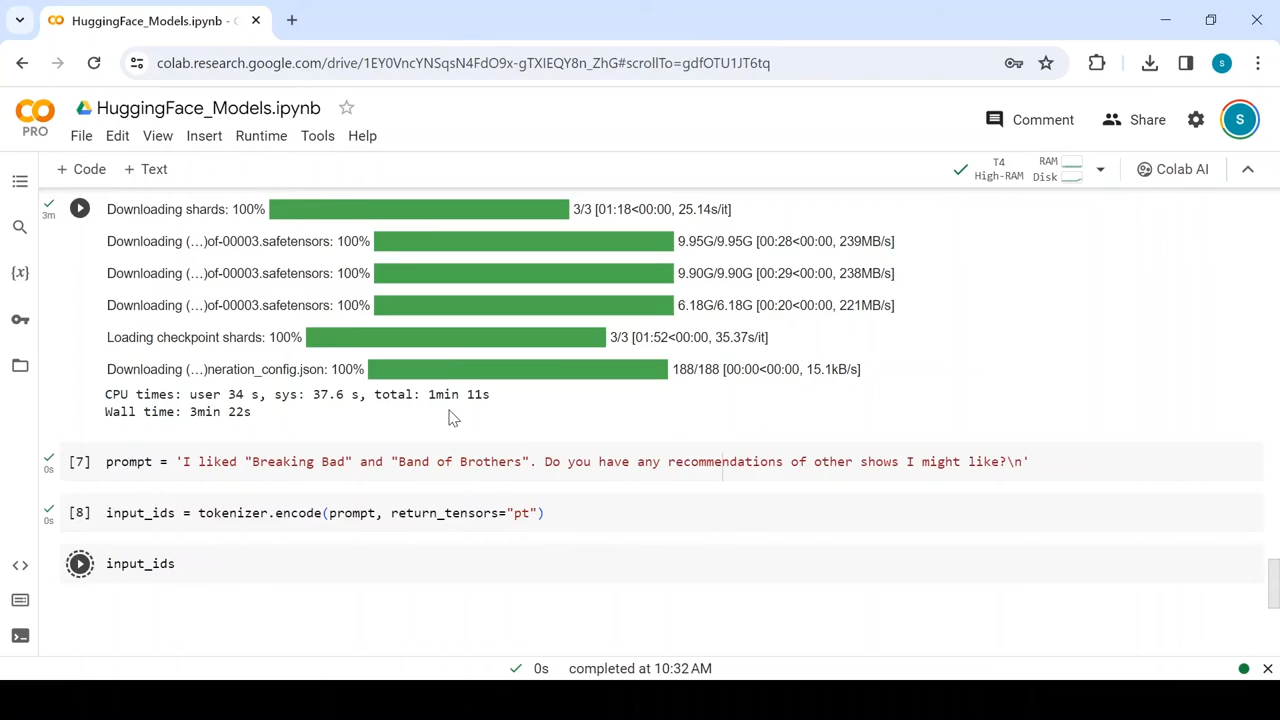 HuggingFace_Models.ipynb - C
colab.research.google.com/drive/1EY0VncYNSqsN4FdO9x-gTXIEQY8n_ZhG#scrollTo=gdfOTU1JT6tq
S
HuggingFace_Models.ipynb
PRO
File Edit View Insert Runtime Tools Help
Comment
Share
S
+ Code + Text
T4
High-RAM
RAM
Disk
Colab AI
3m
Downloading shards: 100% 3/3 [01:18<00:00, 25.14s/it]
Downloading (…)of-00003.safetensors: 100% 9.95G/9.95G [00:28<00:00, 239MB/s]
Downloading (…)of-00003.safetensors: 100% 9.90G/9.90G [00:29<00:00, 238MB/s]
Downloading (…)of-00003.safetensors: 100% 6.18G/6.18G [00:20<00:00, 221MB/s]
Loading checkpoint shards: 100% 3/3 [01:52<00:00, 35.37s/it]
Downloading (…)neration_config.json: 100% 188/188 [00:00<00:00, 15.1kB/s]
CPU times: user 34 s, sys: 37.6 s, total: 1min 11s
Wall time: 3min 22s
0s
[7] prompt = 'I liked "Breaking Bad" and "Band of Brothers". Do you have any recommendations of other shows I might like?\n'
0s
[8] input_ids = tokenizer.encode(prompt, return_tensors="pt")
input_ids
0s completed at 10:32 AM